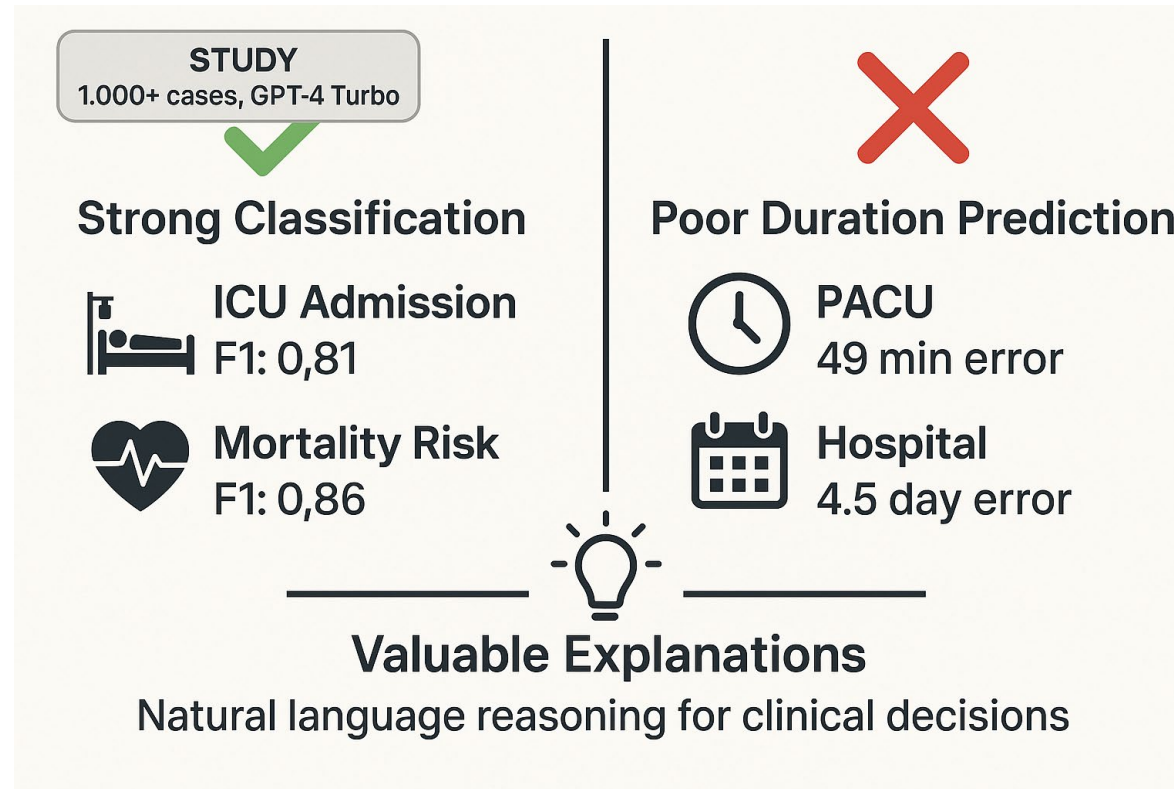 STUDY
1.000+ cases, GPT-4 Turbo
Strong Classification
ICU Admission
F1: 0,81
Mortality Risk
F1: 0,86
Poor Duration Prediction
PACU
49 min error
Hospital
4.5 day error
Valuable Explanations
Natural language reasoning for clinical decisions